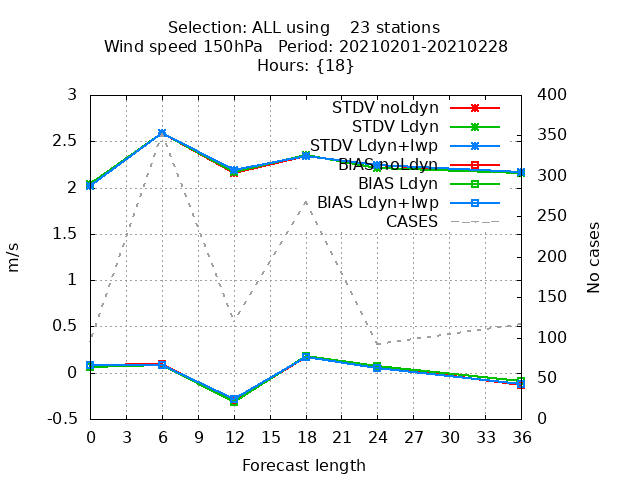 Selection: ALL using    23 stations
Wind speed 150hPa   Period: 20210201-20210228
Hours: {18}
STDV noLdyn
STDV Ldyn
STDV Ldyn+lwp
BIAS noLdyn
BIAS Ldyn
BIAS Ldyn+lwp
CASES
3
2.5
2
1.5
1
0.5
0
-0.5
m/s
400
350
300
250
200
150
100
50
0
No cases
0 3 6 9 12 15 18 21 24 27 30 33 36
Forecast length